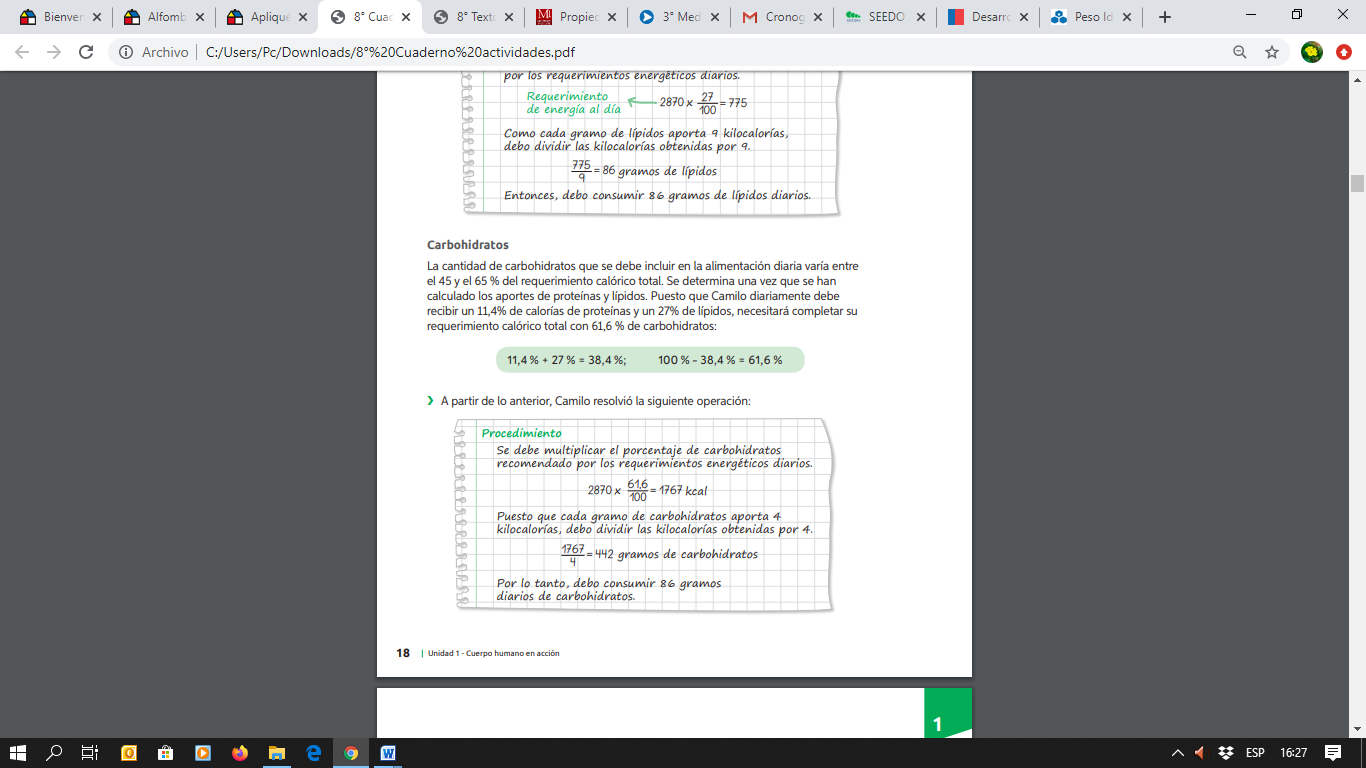 Bienven
Alfomb
Aplique
8° Cuad
8° Texto
Propied
3° Med
Cronog
SEEDO
Desarro
Peso Id
Archivo
C:/Users/Pc/Downloads/8°%20Cuaderno%20actividades.pdf
por los requerimientos energéticos diarios.
Requerimiento
de energía al día
2870 x 27/100 = 775
Como cada gramo de lípidos aporta 9 kilocalorías,
debo dividir las kilocalorías obtenidas por 9.
775/9 = 86 gramos de lípidos
Entonces, debo consumir 86 gramos de lípidos diarios.
Carbohidratos
La cantidad de carbohidratos que se debe incluir en la alimentación diaria varía entre
el 45 y el 65 % del requerimiento calórico total. Se determina una vez que se han
calculado los aportes de proteínas y lípidos. Puesto que Camilo diariamente debe
recibir un 11,4% de calorías de proteínas y un 27% de lípidos, necesitará completar su
requerimiento calórico total con 61,6 % de carbohidratos:
11,4 % + 27 % = 38,4 %; 100 % – 38,4 % = 61,6 %
A partir de lo anterior, Camilo resolvió la siguiente operación:
Procedimiento
Se debe multiplicar el porcentaje de carbohidratos
recomendado por los requerimientos energéticos diarios.
2870 x 61,6/100 = 1767 kcal
Puesto que cada gramo de carbohidratos aporta 4
kilocalorías, debo dividir las kilocalorías obtenidas por 4.
1767/4 = 442 gramos de carbohidratos
Por lo tanto, debo consumir 86 gramos
diarios de carbohidratos.
18 | Unidad 1 - Cuerpo humano en acción
1
ESP
16:27